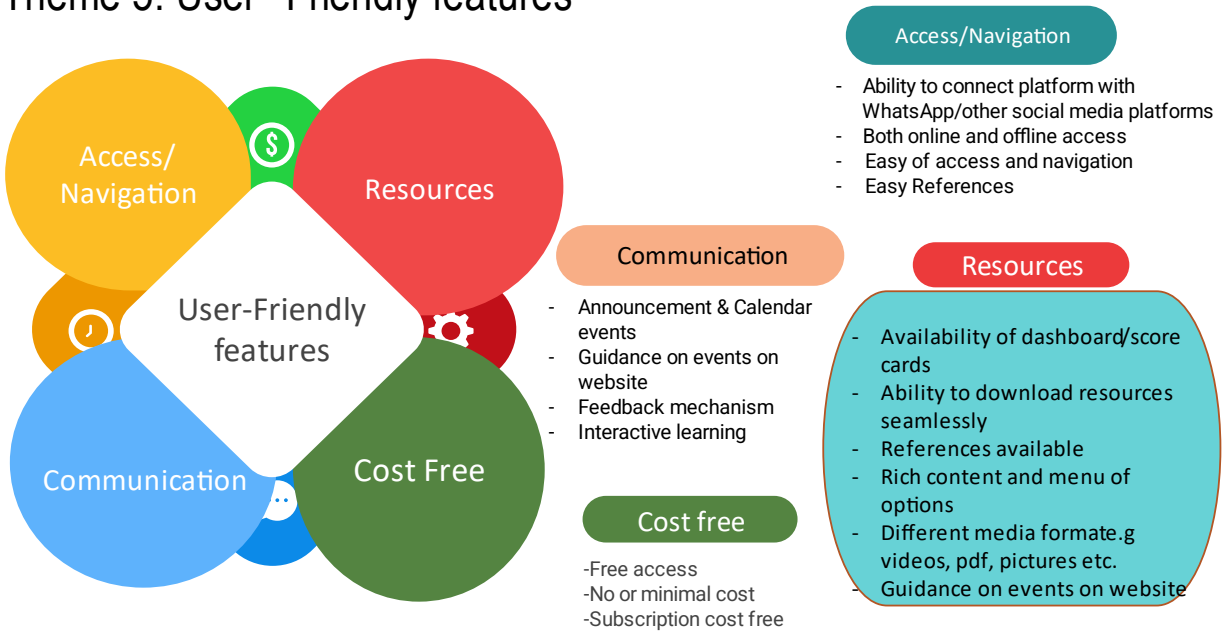 Theme 5: User- Friendly features
Access/
Navigation
Resources
User-Friendly
features
Communication
Cost Free
Access/Navigation
- Ability to connect platform with
WhatsApp/other social media platforms
- Both online and offline access
- Easy of access and navigation
- Easy References
Communication
- Announcement & Calendar
events
- Guidance on events on
website
- Feedback mechanism
- Interactive learning
Cost free
-Free access
-No or minimal cost
-Subscription cost free
Resources
- Availability of dashboard/score
cards
- Ability to download resources
seamlessly
- References available
- Rich content and menu of
options
- Different media formate.g
videos, pdf, pictures etc.
- Guidance on events on website